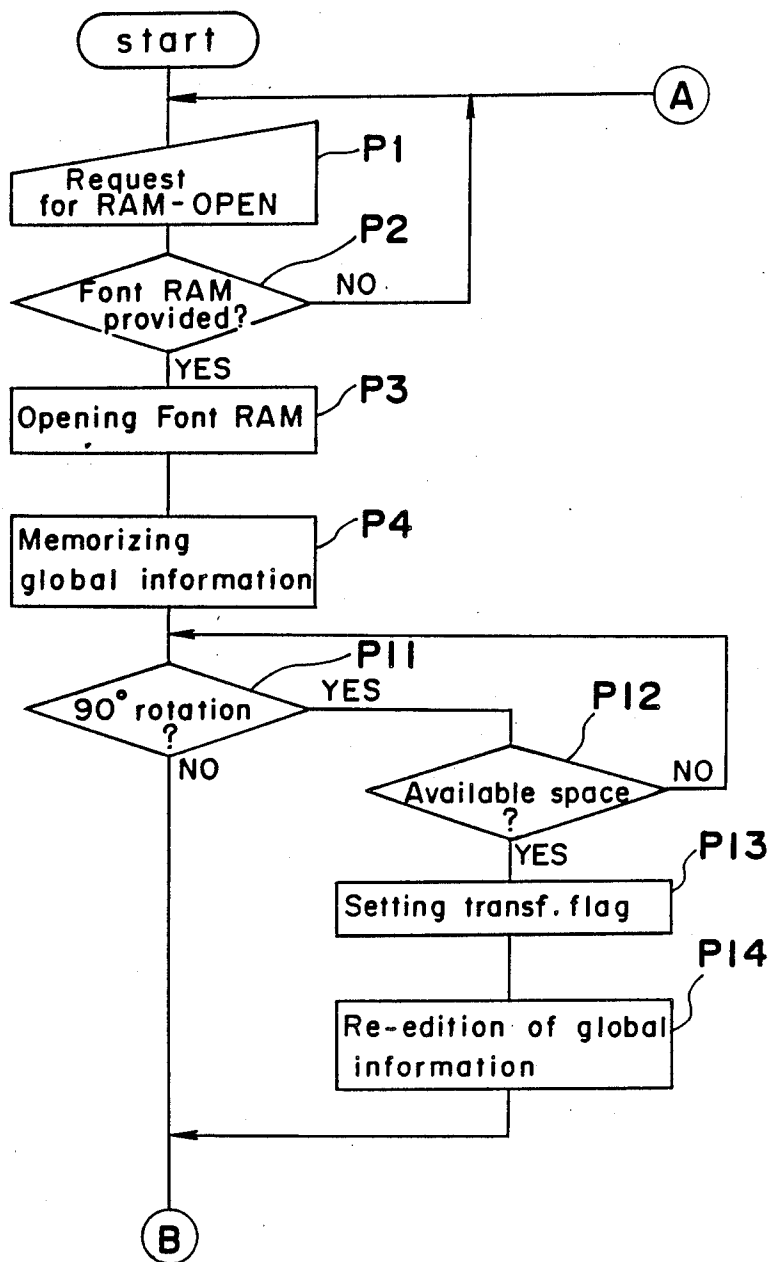 start
A
P1
Request
for RAM-OPEN
P2
Font RAM
provided?
NO
YES
P3
Opening Font RAM
P4
Memorizing
global information
P11
90° rotation
?
YES
NO
P12
Available space
?
NO
YES
P13
Setting transf. flag
P14
Re-edition of global
information
B